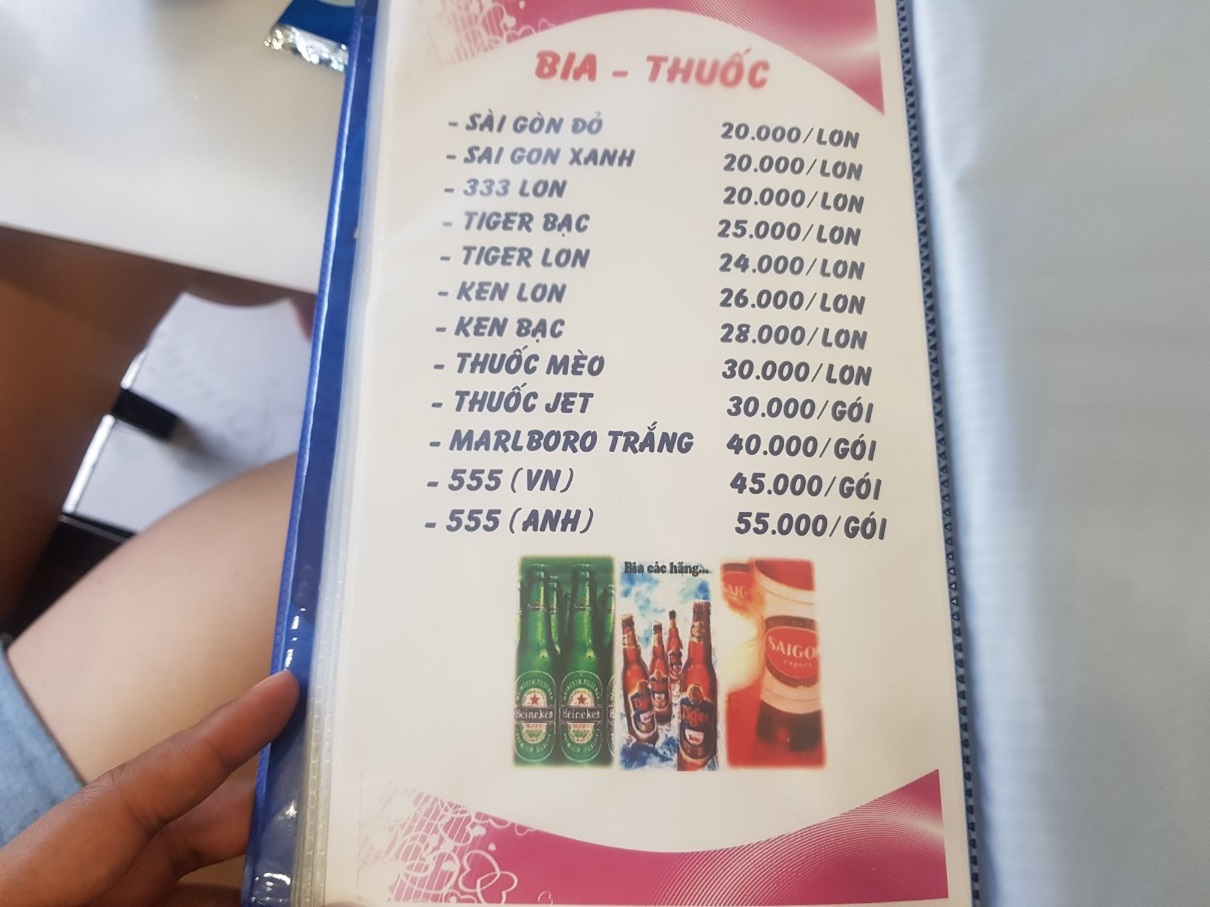 BIA - THUỐC
- SÀI GÒN ĐỎ 20.000/LON
- SAI GON XANH 20.000/LON
- 333 LON 20.000/LON
- TIGER BẠC 25.000/LON
- TIGER LON 24.000/LON
- KEN LON 26.000/LON
- KEN BẠC 28.000/LON
- THUỐC MÈO 30.000/LON
- THUỐC JET 30.000/GÓI
- MARLBORO TRẮNG 40.000/GÓI
- 555 (VN) 45.000/GÓI
- 555 (ANH) 55.000/GÓI
Bia các hãng...
Heineken Heineken
Tiger
SAIGON
export